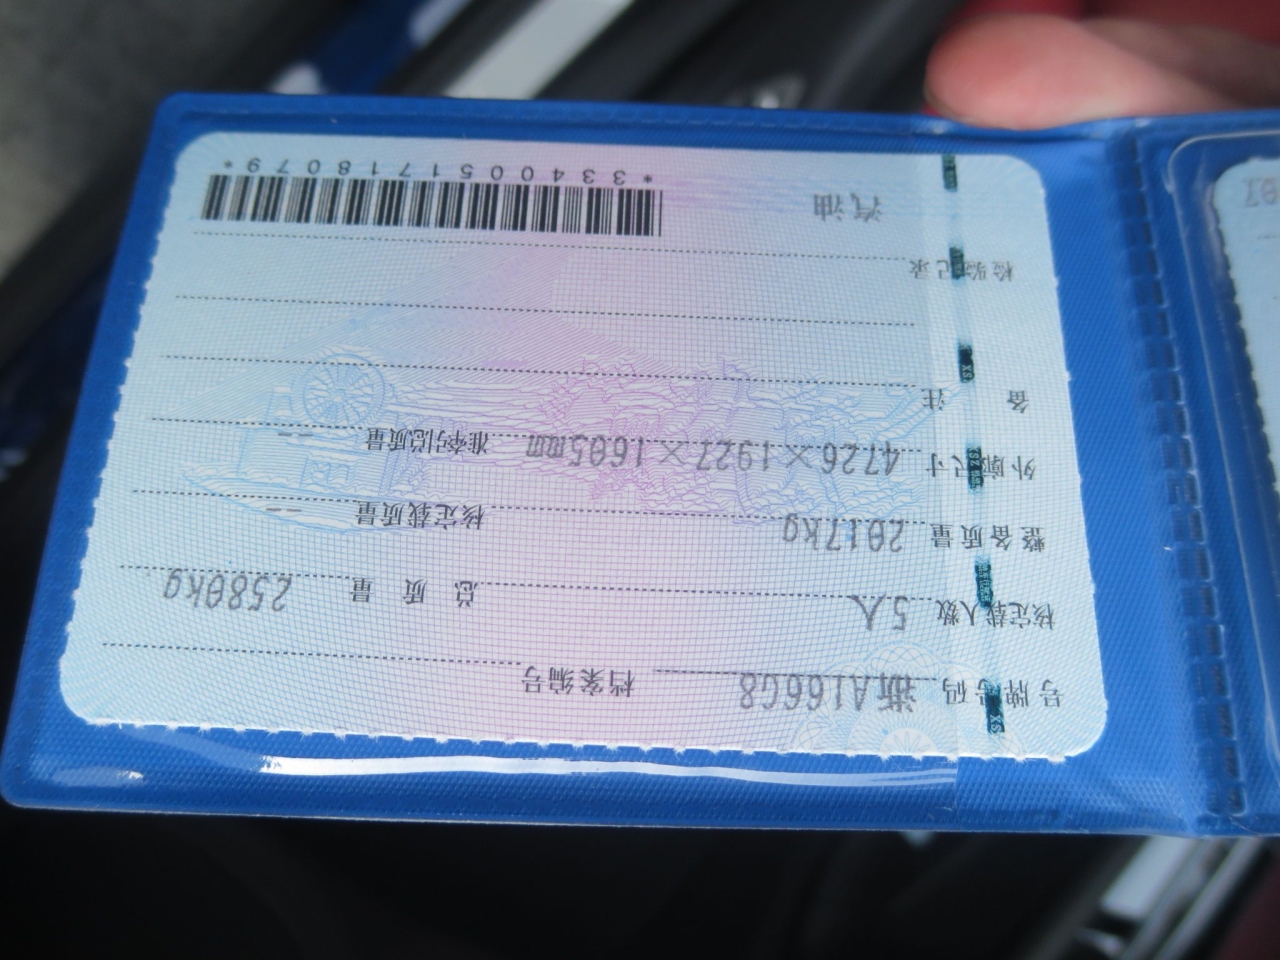 号牌号码 浙A166G8 档案编号
核定载人数 5人 总质量 2580kg
整备质量 2017kg 核定载质量 --
外廓尺寸 4726×1927×1605mm 准牵引总质量 --
备注
检验记录
汽油
*3340051718079*